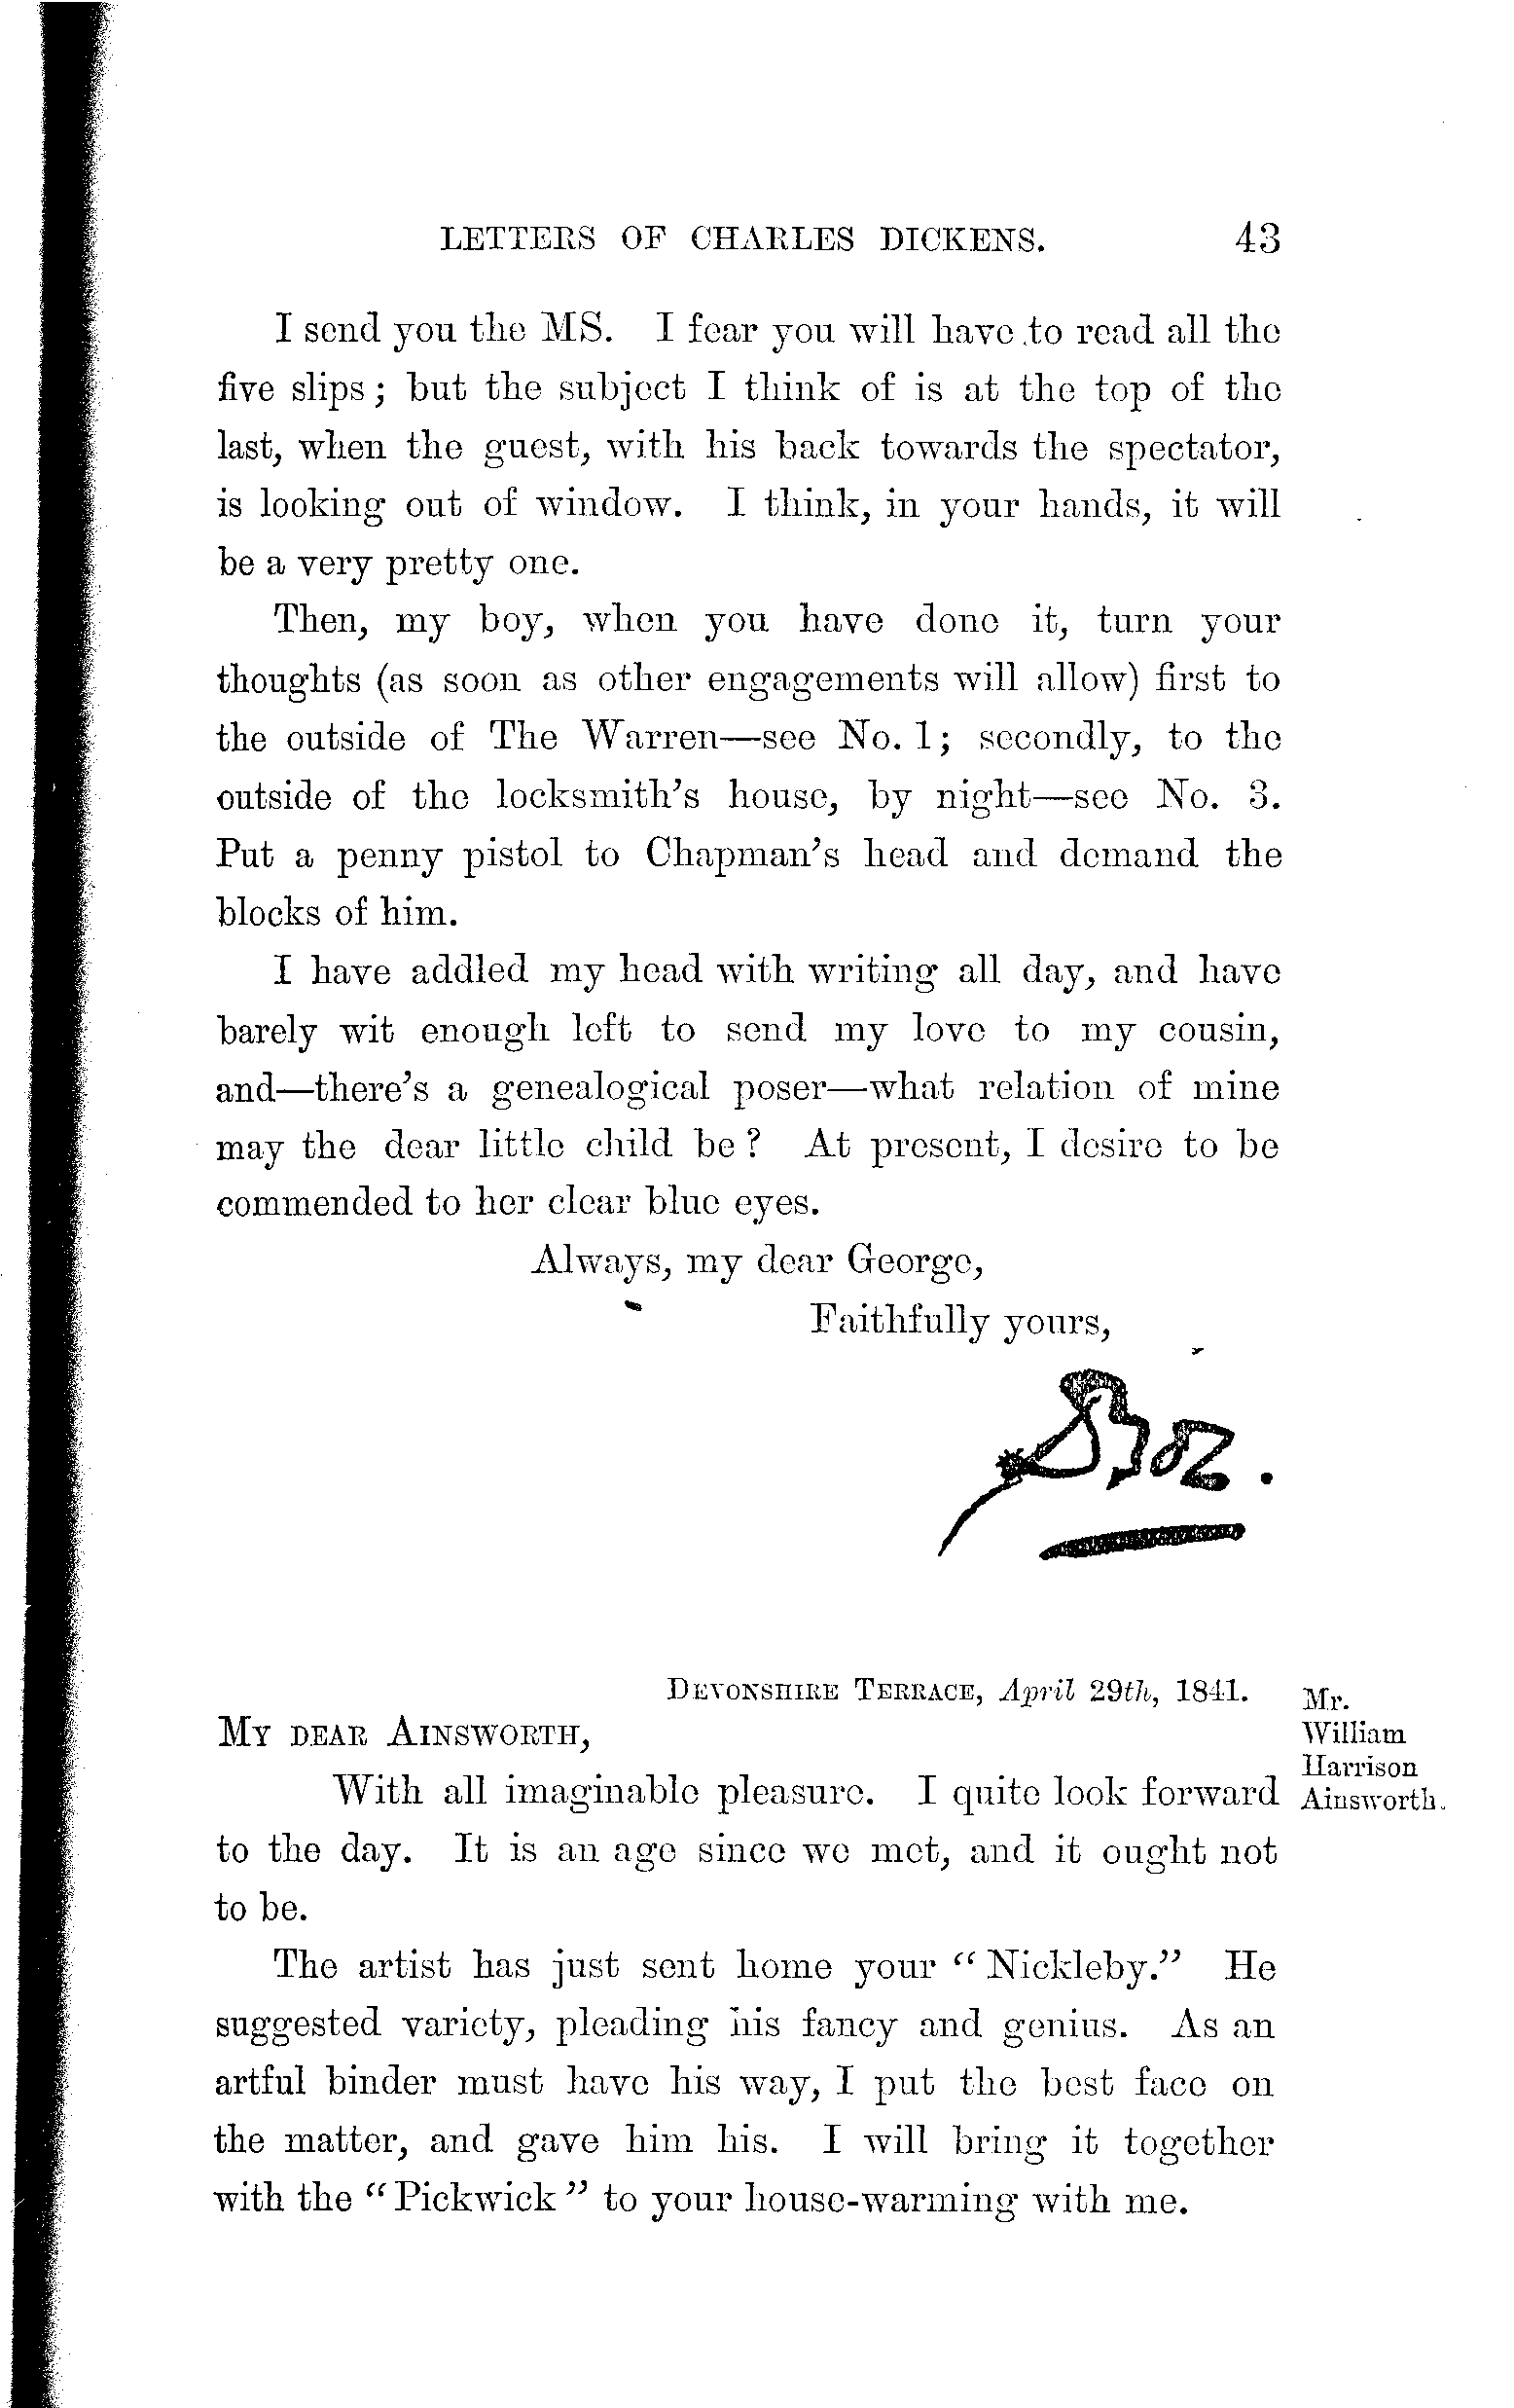 LETTERS OF CHARLES DICKENS. 43
I send you the MS. I fear you will have to read all the
five slips; but the subject I think of is at the top of the
last, when the guest, with his back towards the spectator,
is looking out of window. I think, in your hands, it will
be a very pretty one.
Then, my boy, when you have done it, turn your
thoughts (as soon as other engagements will allow) first to
the outside of The Warren—see No. 1; secondly, to the
outside of the locksmith's house, by night—see No. 3.
Put a penny pistol to Chapman's head and demand the
blocks of him.
I have addled my head with writing all day, and have
barely wit enough left to send my love to my cousin,
and—there's a genealogical poser—what relation of mine
may the dear little child be? At present, I desire to be
commended to her clear blue eyes.
Always, my dear George,
Faithfully yours,
Boz.
DEVONSHIRE TERRACE, April 29th, 1841.
MY DEAR AINSWORTH,
Mr.
William
Harrison
Ainsworth.
With all imaginable pleasure. I quite look forward
to the day. It is an age since we met, and it ought not
to be.
The artist has just sent home your "Nickleby." He
suggested variety, pleading his fancy and genius. As an
artful binder must have his way, I put the best face on
the matter, and gave him his. I will bring it together
with the "Pickwick" to your house-warming with me.